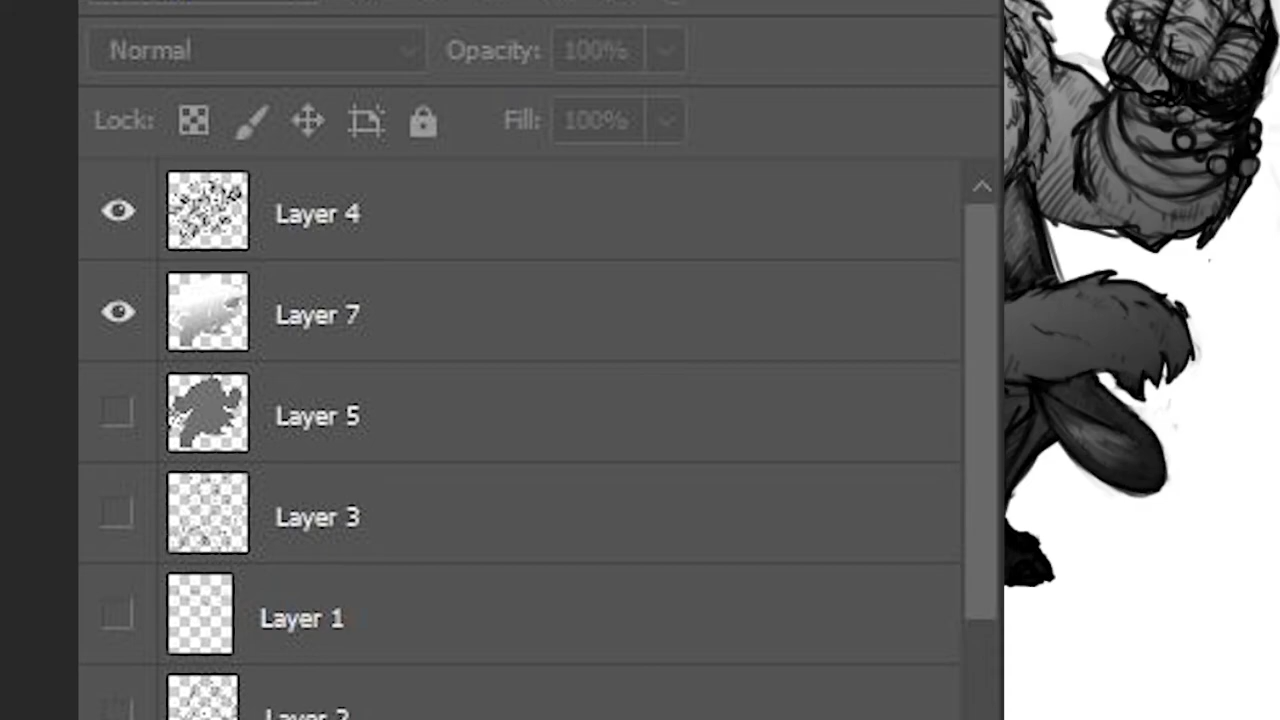 Normal Opacity: 100%
Lock: Fill: 100%
Layer 4
Layer 7
Layer 5
Layer 3
Layer 1
Layer 2